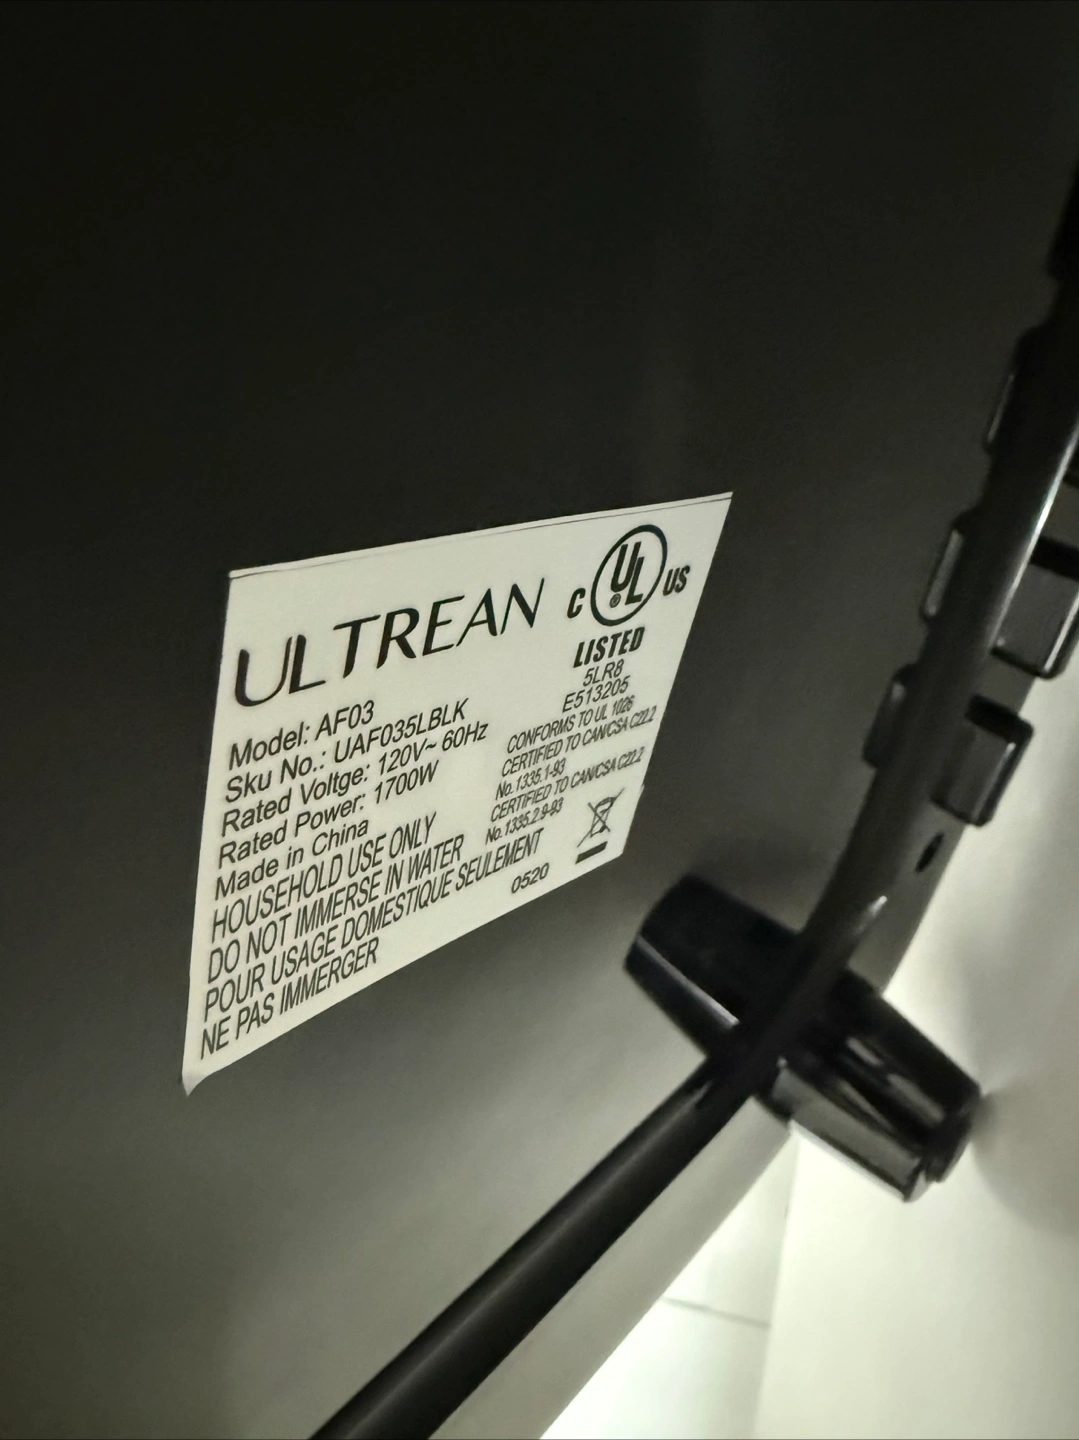 ULTREAN
C UL US
LISTED
5LR8
E513205
Model: AF03
Sku No.: UAF035LBLK
Rated Voltge: 120V~ 60Hz
Rated Power: 1700W
Made in China
HOUSEHOLD USE ONLY
DO NOT IMMERSE IN WATER
POUR USAGE DOMESTIQUE SEULEMENT
NE PAS IMMERGER
CONFORMS TO UL 1026
CERTIFIED TO CAN/CSA C22.2
No.1335.1-93
CERTIFIED TO CAN/CSA C22.2
No.1335.2.9-93
0520